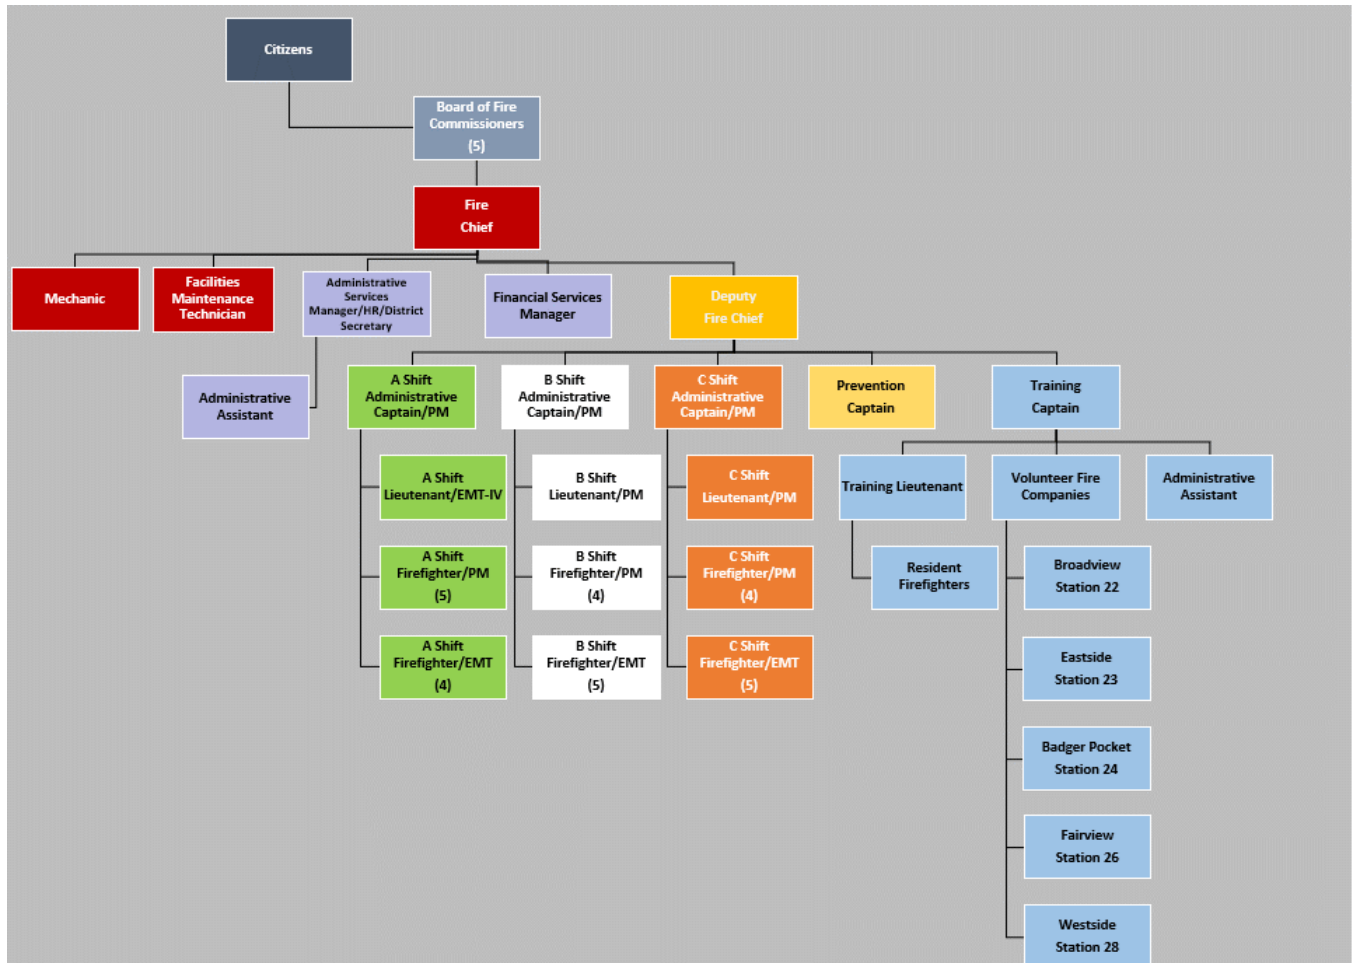 Citizens
Board of Fire
Commissioners
(5)
Fire
Chief
Mechanic
Facilities
Maintenance
Technician
Administrative
Services
Manager/HR/District
Secretary
Financial Services
Manager
Deputy
Fire Chief
Administrative
Assistant
A Shift
Administrative
Captain/PM
B Shift
Administrative
Captain/PM
C Shift
Administrative
Captain/PM
Prevention
Captain
Training
Captain
A Shift
Lieutenant/EMT-IV
B Shift
Lieutenant/PM
C Shift
Lieutenant/PM
Training Lieutenant
Volunteer Fire
Companies
Administrative
Assistant
A Shift
Firefighter/PM
(5)
B Shift
Firefighter/PM
(4)
C Shift
Firefighter/PM
(4)
Resident
Firefighters
Broadview
Station 22
A Shift
Firefighter/EMT
(4)
B Shift
Firefighter/EMT
(5)
C Shift
Firefighter/EMT
(5)
Eastside
Station 23
Badger Pocket
Station 24
Fairview
Station 26
Westside
Station 28